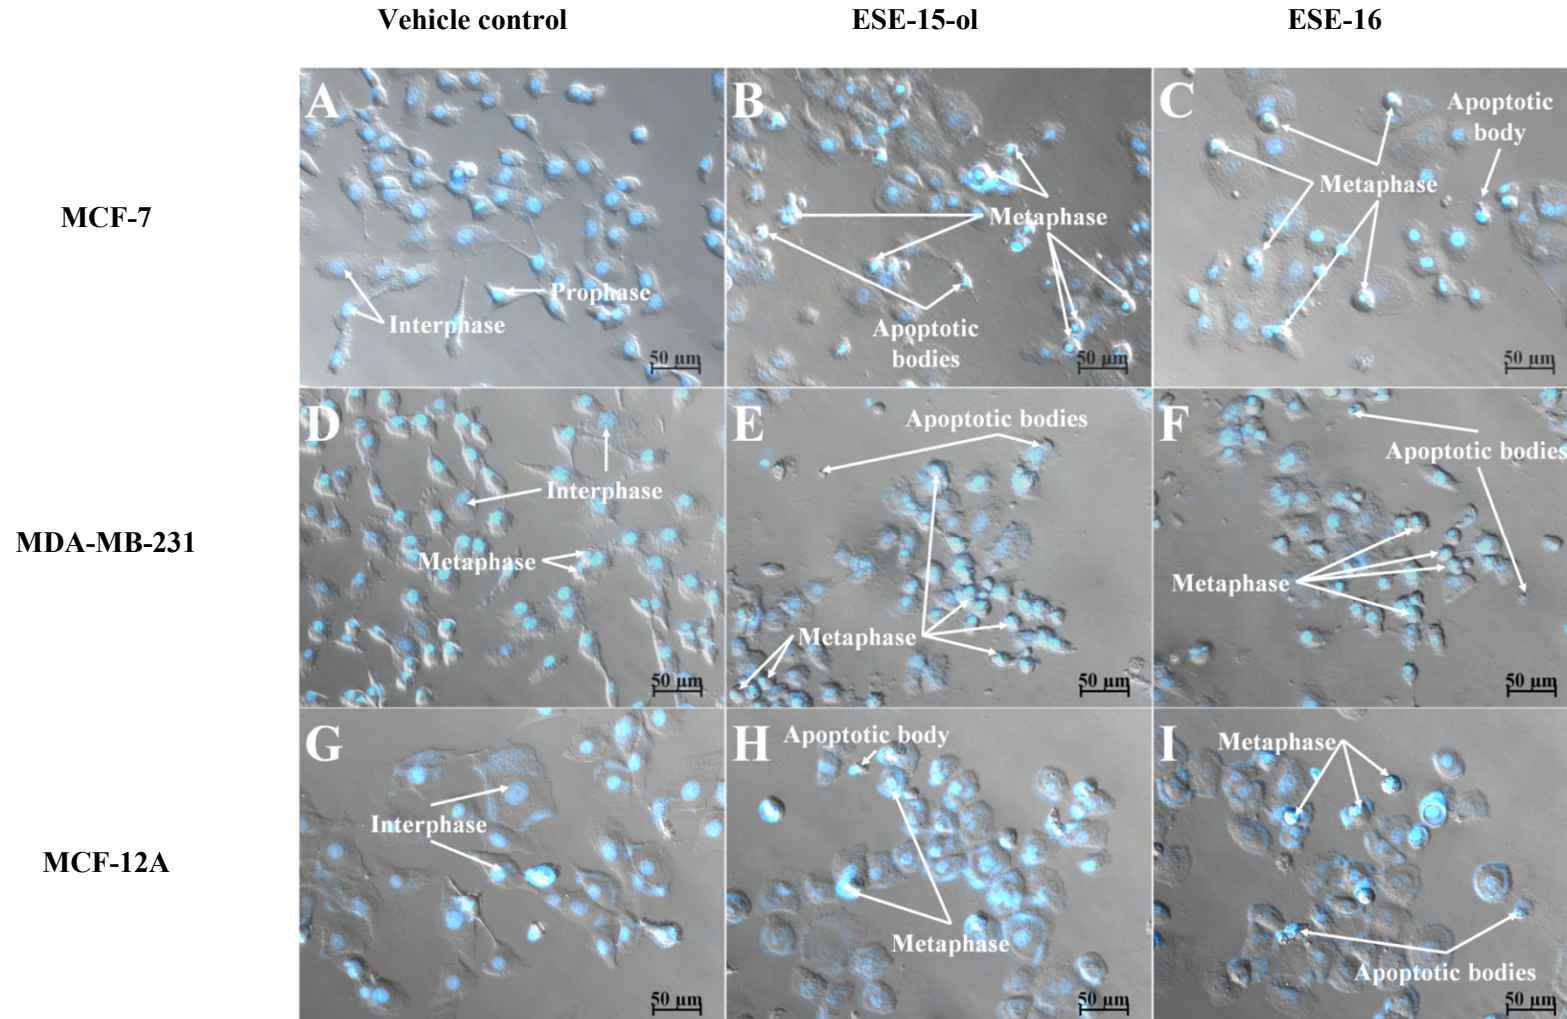 Vehicle control
ESE-15-ol
ESE-16
MCF-7
A
Prophase
Interphase
50 µm
B
Metaphase
Apoptotic
bodies
50 µm
C
Apoptotic
body
Metaphase
50 µm
MDA-MB-231
D
Interphase
Metaphase
50 µm
E
Apoptotic bodies
Metaphase
50 µm
F
Apoptotic bodies
Metaphase
50 µm
MCF-12A
G
Interphase
50 µm
H
Apoptotic body
Metaphase
50 µm
I
Metaphase
Apoptotic bodies
50 µm